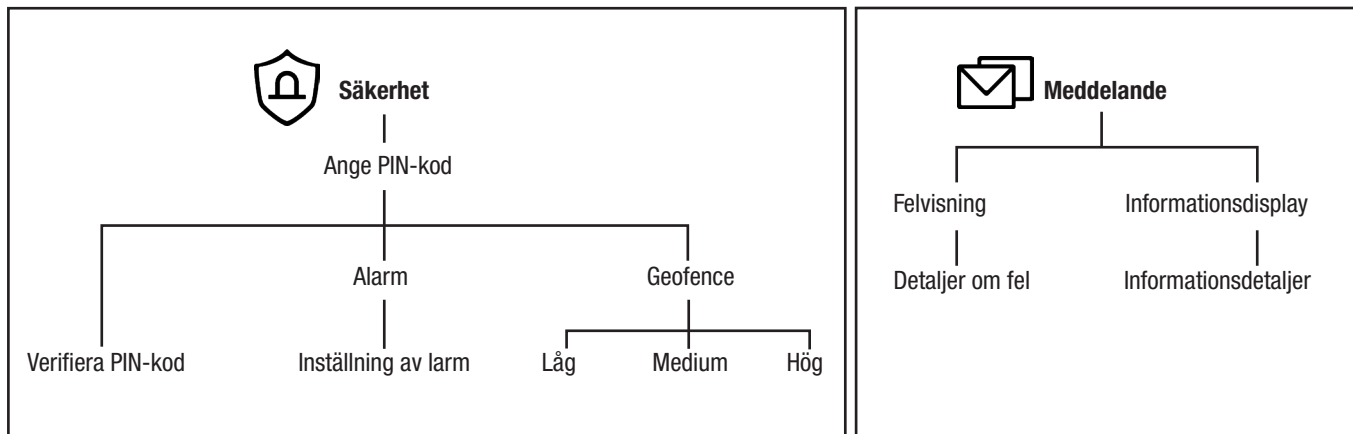 Säkerhet
Ange PIN-kod
Alarm
Geofence
Verifiera PIN-kod
Inställning av larm
Låg
Medium
Hög
Meddelande
Felvisning
Informationsdisplay
Detaljer om fel
Informationsdetaljer